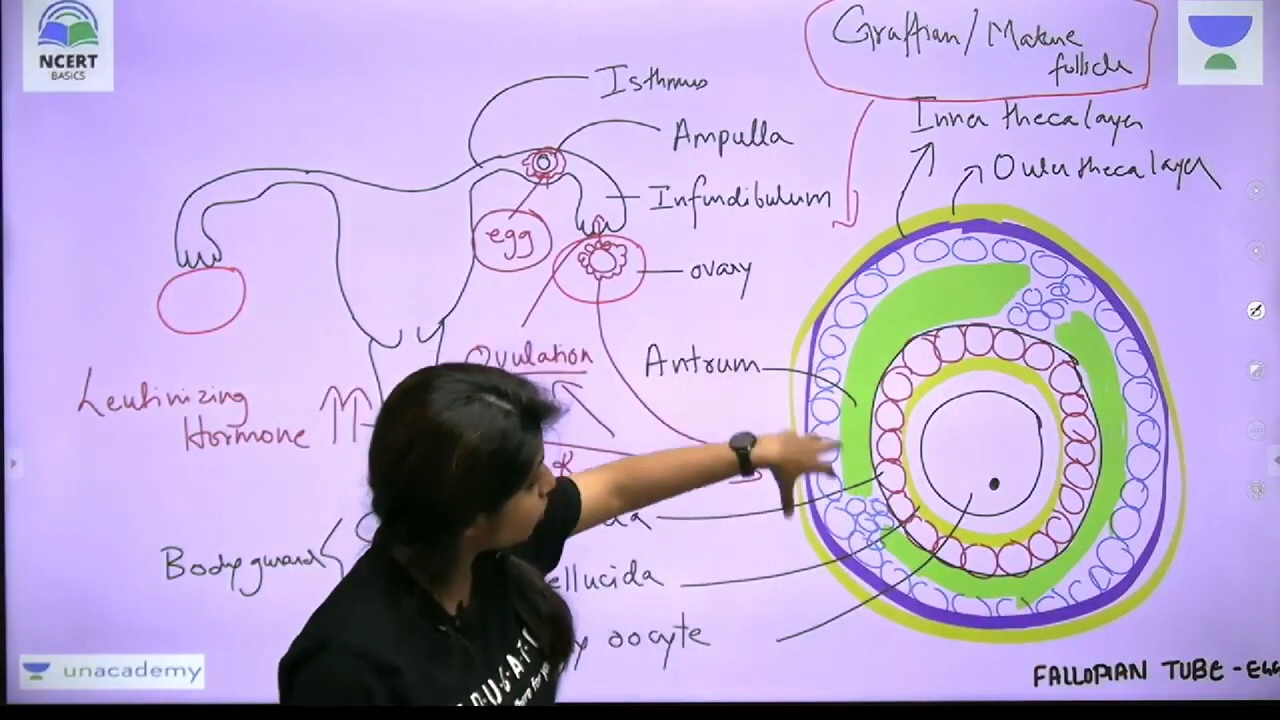 NCERT
BASICS
Graffian / Mature
follicle
Isthmus
Inner theca layer
Ampulla
Outer theca layer
Infundibulum
egg
ovary
Ovulation
Antrum
Leutinizing
Hormone
Bodyguard
ellucida
y oocyte
unacademy
FALLOPIAN TUBE - EGG